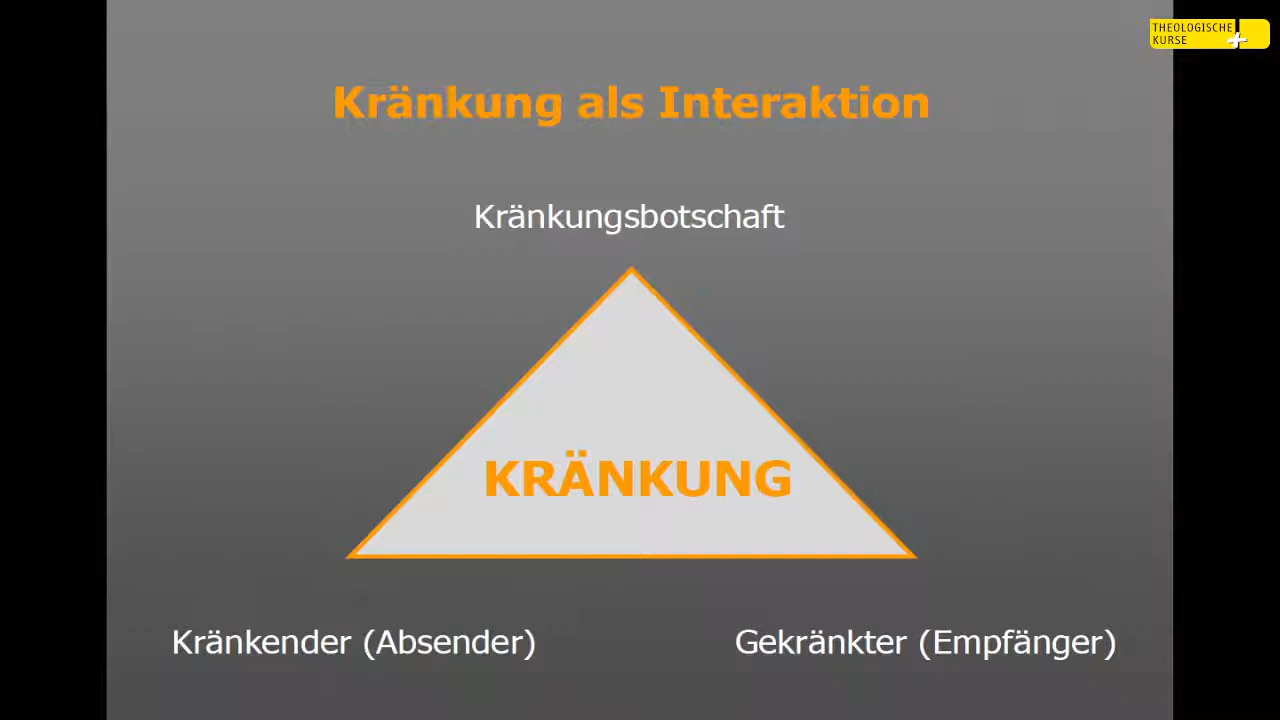 THEOLOGISCHE
KURSE
Kränkung als Interaktion
Kränkungsbotschaft
KRÄNKUNG
Kränkender (Absender)
Gekränkter (Empfänger)